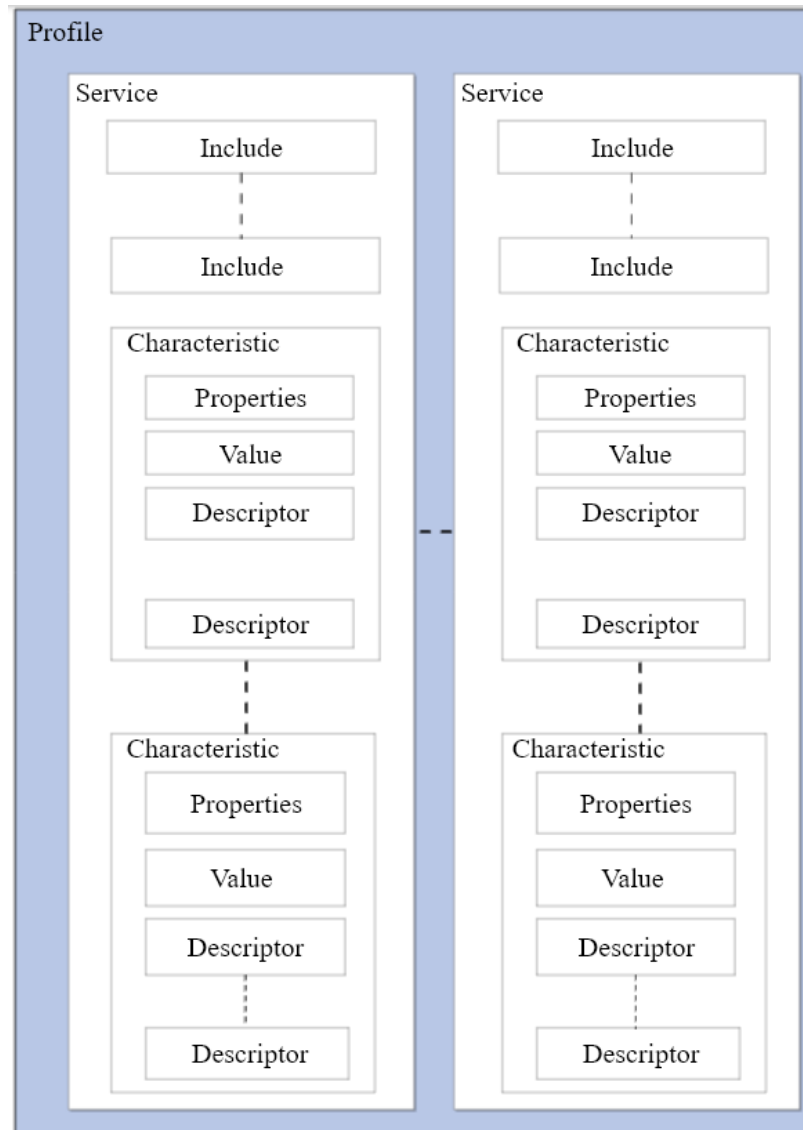 Profile
Service
Include
Include
Characteristic
Properties
Value
Descriptor
Descriptor
Characteristic
Properties
Value
Descriptor
Descriptor
Service
Include
Include
Characteristic
Properties
Value
Descriptor
Descriptor
Characteristic
Properties
Value
Descriptor
Descriptor